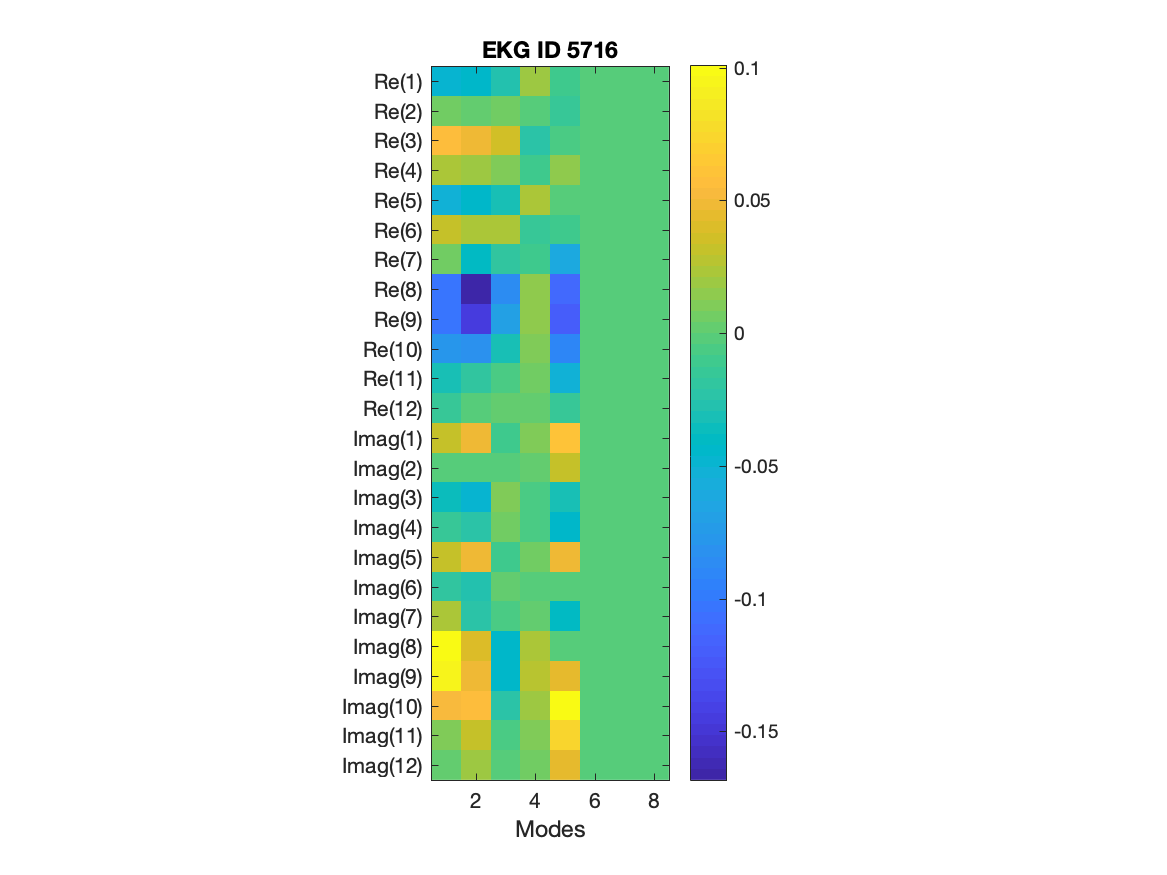 EKG ID 5716
Re(1)
Re(2)
Re(3)
Re(4)
Re(5)
Re(6)
Re(7)
Re(8)
Re(9)
Re(10)
Re(11)
Re(12)
Imag(1)
Imag(2)
Imag(3)
Imag(4)
Imag(5)
Imag(6)
Imag(7)
Imag(8)
Imag(9)
Imag(10)
Imag(11)
Imag(12)
2 4 6 8
Modes
0.1
0.05
0
-0.05
-0.1
-0.15